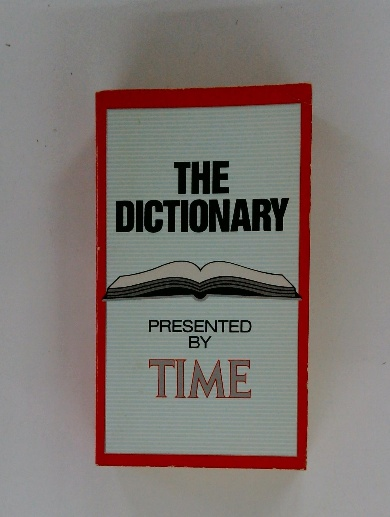 THE
DICTIONARY
PRESENTED
BY
TIME